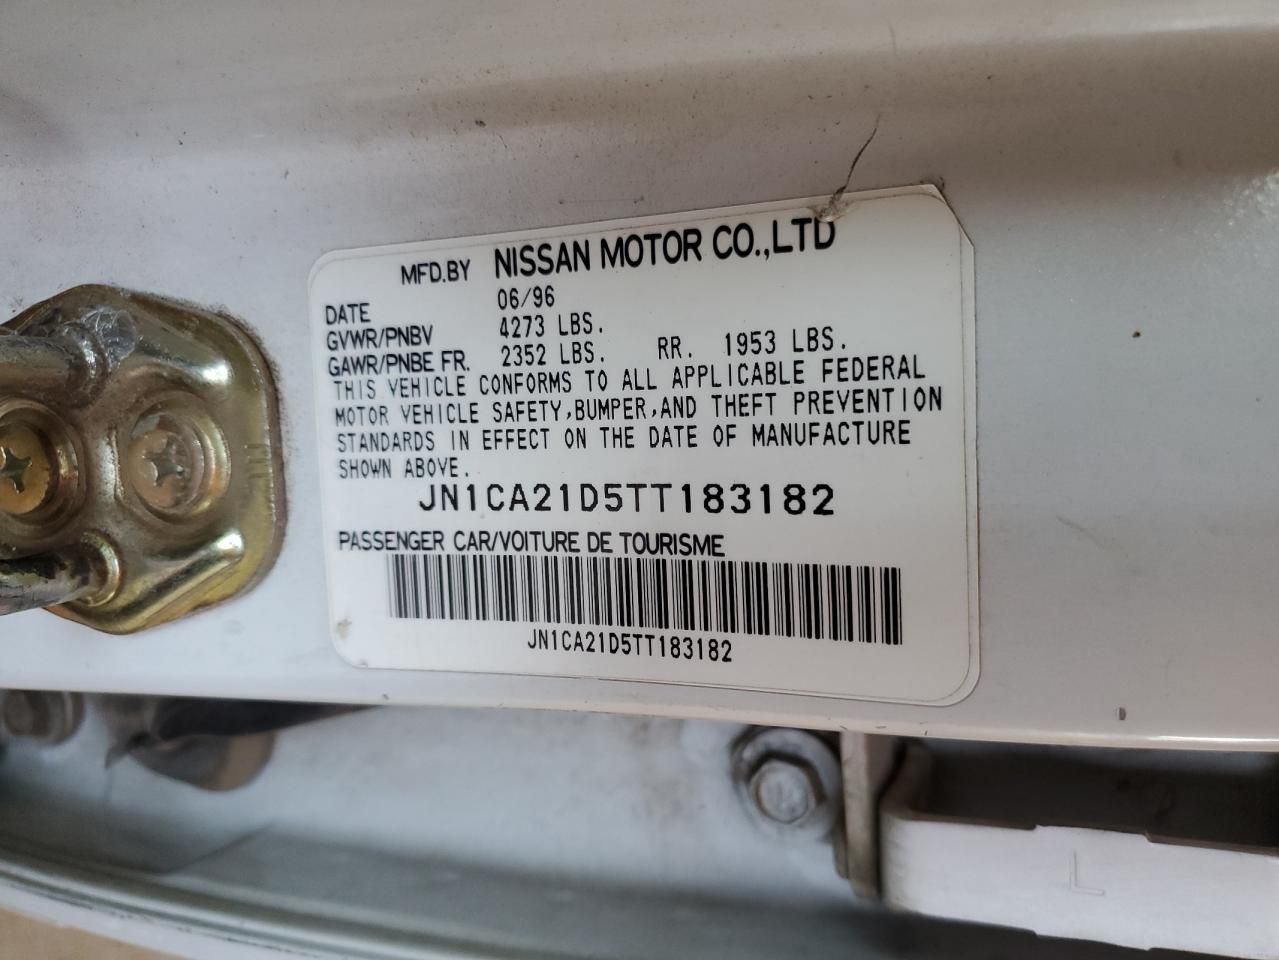 MFD.BY NISSAN MOTOR CO.,LTD
DATE 06/96
GVWR/PNBV 4273 LBS.
GAWR/PNBE FR. 2352 LBS. RR. 1953 LBS.
THIS VEHICLE CONFORMS TO ALL APPLICABLE FEDERAL
MOTOR VEHICLE SAFETY,BUMPER,AND THEFT PREVENTION
STANDARDS IN EFFECT ON THE DATE OF MANUFACTURE
SHOWN ABOVE.
JN1CA21D5TT183182
PASSENGER CAR/VOITURE DE TOURISME
JN1CA21D5TT183182
L